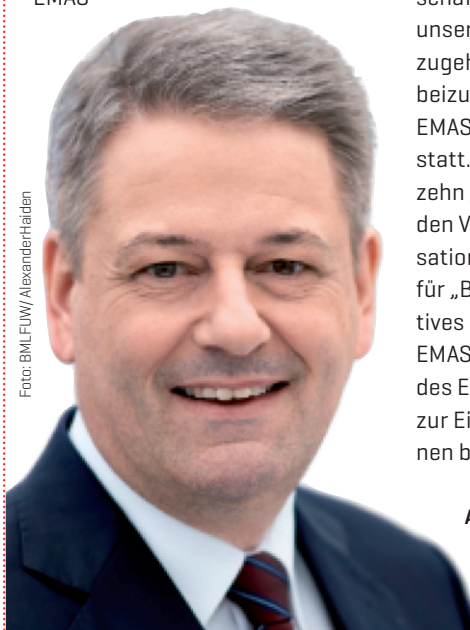 EMAS
unser
zugeh
beizu
EMAS
statt.
zehn
den V
sation
für „B
tives
EMAS
des E
zur Ei
nen b
A
Foto: BMLFUW/AlexanderHaiden